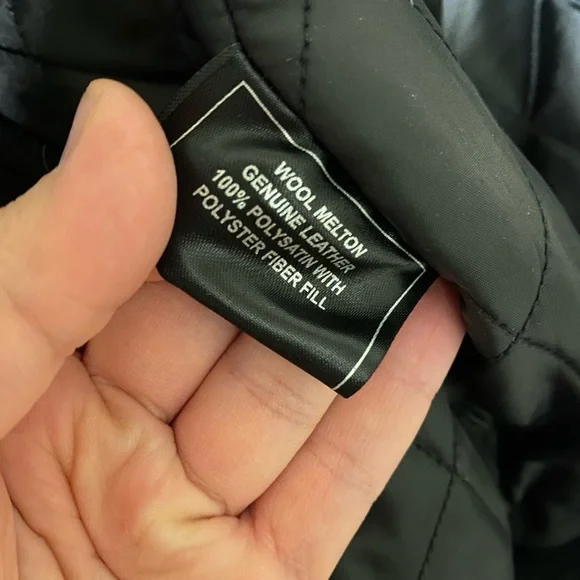 WOOL MELTON
GENUINE LEATHER
100% POLYSATIN WITH
POLYSTER FIBER FILL